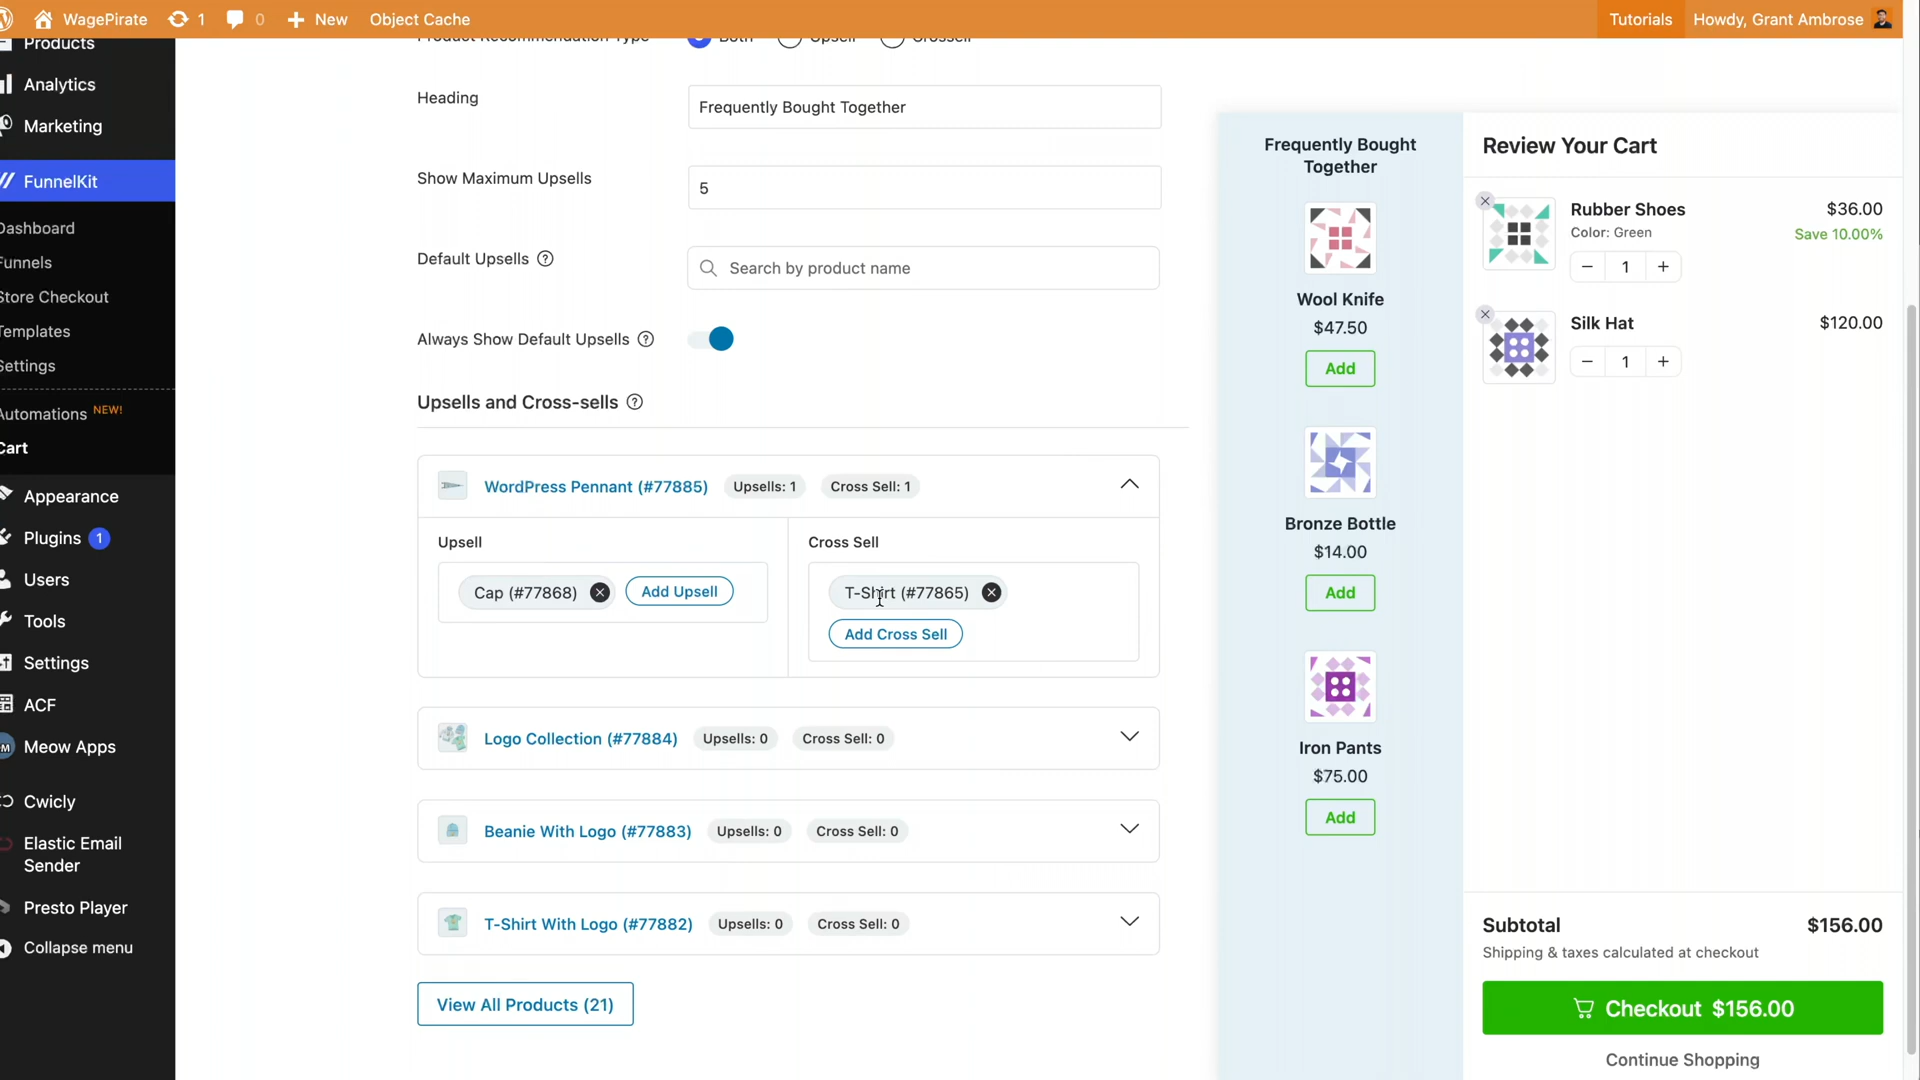 WagePirate 1 0 New Object Cache Tutorials Howdy, Grant Ambrose
Products
Analytics
Marketing
FunnelKit
Dashboard
Funnels
Store Checkout
Templates
Settings
Automations NEW!
Cart
Appearance
Plugins 1
Users
Tools
Settings
ACF
Meow Apps
Cwicly
Elastic Email
Sender
Presto Player
Collapse menu
Product Recommendation Type Both Upsell Crossell
Heading
Frequently Bought Together
Show Maximum Upsells
5
Default Upsells ?
Search by product name
Always Show Default Upsells ?
Upsells and Cross-sells ?
WordPress Pennant (#77885) Upsells: 1 Cross Sell: 1
Upsell
Cap (#77868)
Add Upsell
Cross Sell
T-Shirt (#77865)
Add Cross Sell
Logo Collection (#77884) Upsells: 0 Cross Sell: 0
Beanie With Logo (#77883) Upsells: 0 Cross Sell: 0
T-Shirt With Logo (#77882) Upsells: 0 Cross Sell: 0
View All Products (21)
Frequently Bought
Together
Wool Knife
$47.50
Add
Bronze Bottle
$14.00
Add
Iron Pants
$75.00
Add
Review Your Cart
Rubber Shoes $36.00
Color: Green Save 10.00%
− 1 +
Silk Hat $120.00
− 1 +
Subtotal $156.00
Shipping & taxes calculated at checkout
Checkout $156.00
Continue Shopping